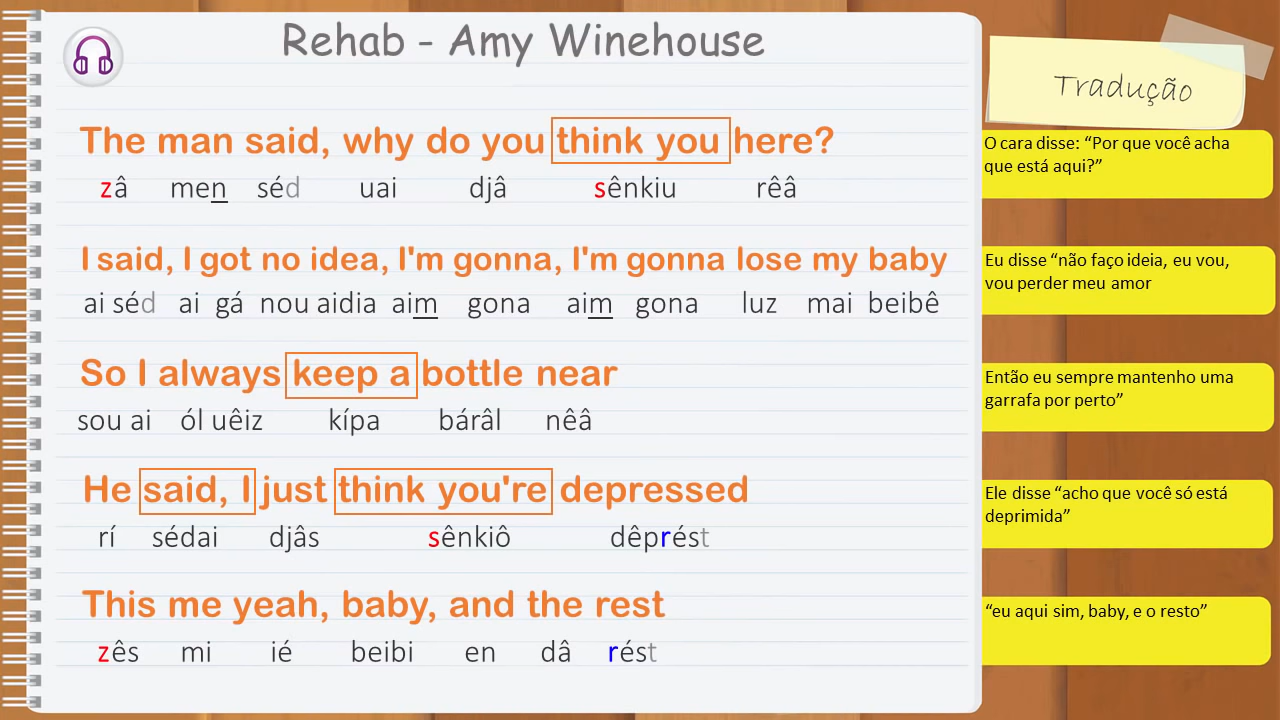 Rehab - Amy Winehouse
Tradução
The man said, why do you think you here?
zâ men séd uai djâ sênkiu rêâ
O cara disse: “Por que você acha
que está aqui?”
I said, I got no idea, I'm gonna, I'm gonna lose my baby
ai séd ai gá nou aidia aim gona aim gona luz mai beibê
Eu disse “não faço ideia, eu vou,
vou perder meu amor
So I always keep a bottle near
sou ai ól uêiz kípa bárâl nêâ
Então eu sempre mantenho uma
garrafa por perto”
He said, I just think you're depressed
rí sédai djâs sênkiô dêprést
Ele disse “acho que você só está
deprimida”
This me yeah, baby, and the rest
zês mi ié beibi en dâ rést
“eu aqui sim, baby, e o resto”